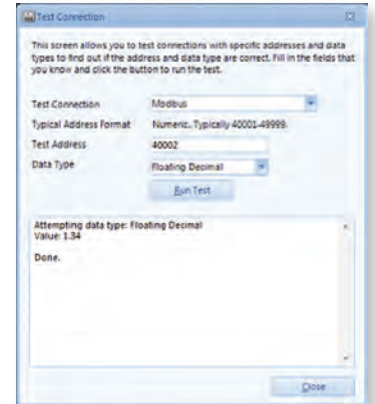 Test Connection
This screen allows you to test connections with specific addresses and data
types to find out if the address and data type are correct. Fill in the fields that
you know and click the button to run the test.
Test Connection Modbus
Typical Address Format Numeric. Typically 40001-49999.
Test Address 40002
Data Type Floating Decimal
Run Test
Attempting data type: Floating Decimal
Value: 1.34
Done.
Close